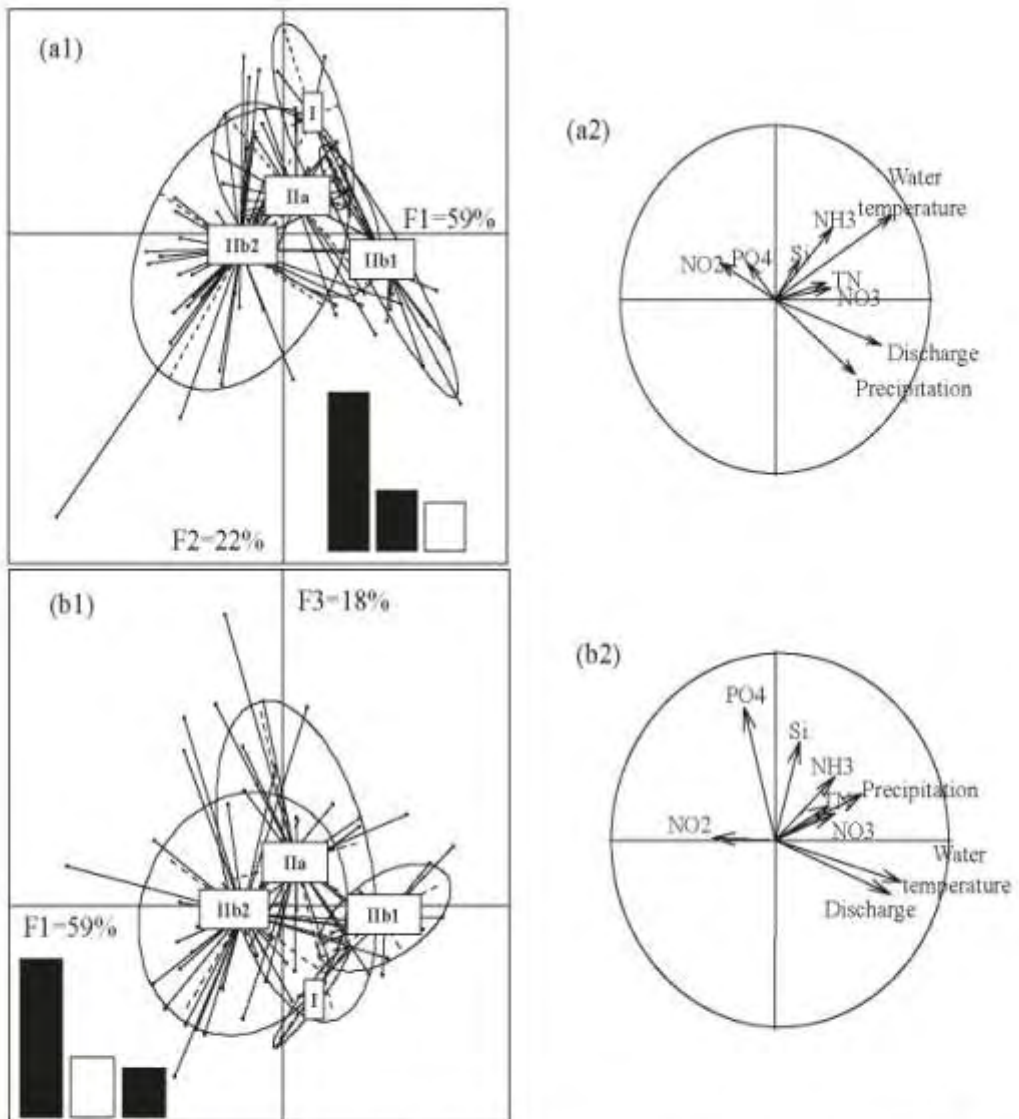 (a1)
I
IIa
F1=59%
IIb2
IIb1
F2=22%
(a2)
Water
temperature
NH3
Si
PO4
NO2
TN
NO3
Discharge
Precipitation
(b1)
F3=18%
IIa
IIb2
IIb1
F1=59%
I
(b2)
PO4
Si
NH3
Precipitation
TN
NO3
NO2
Water
temperature
Discharge